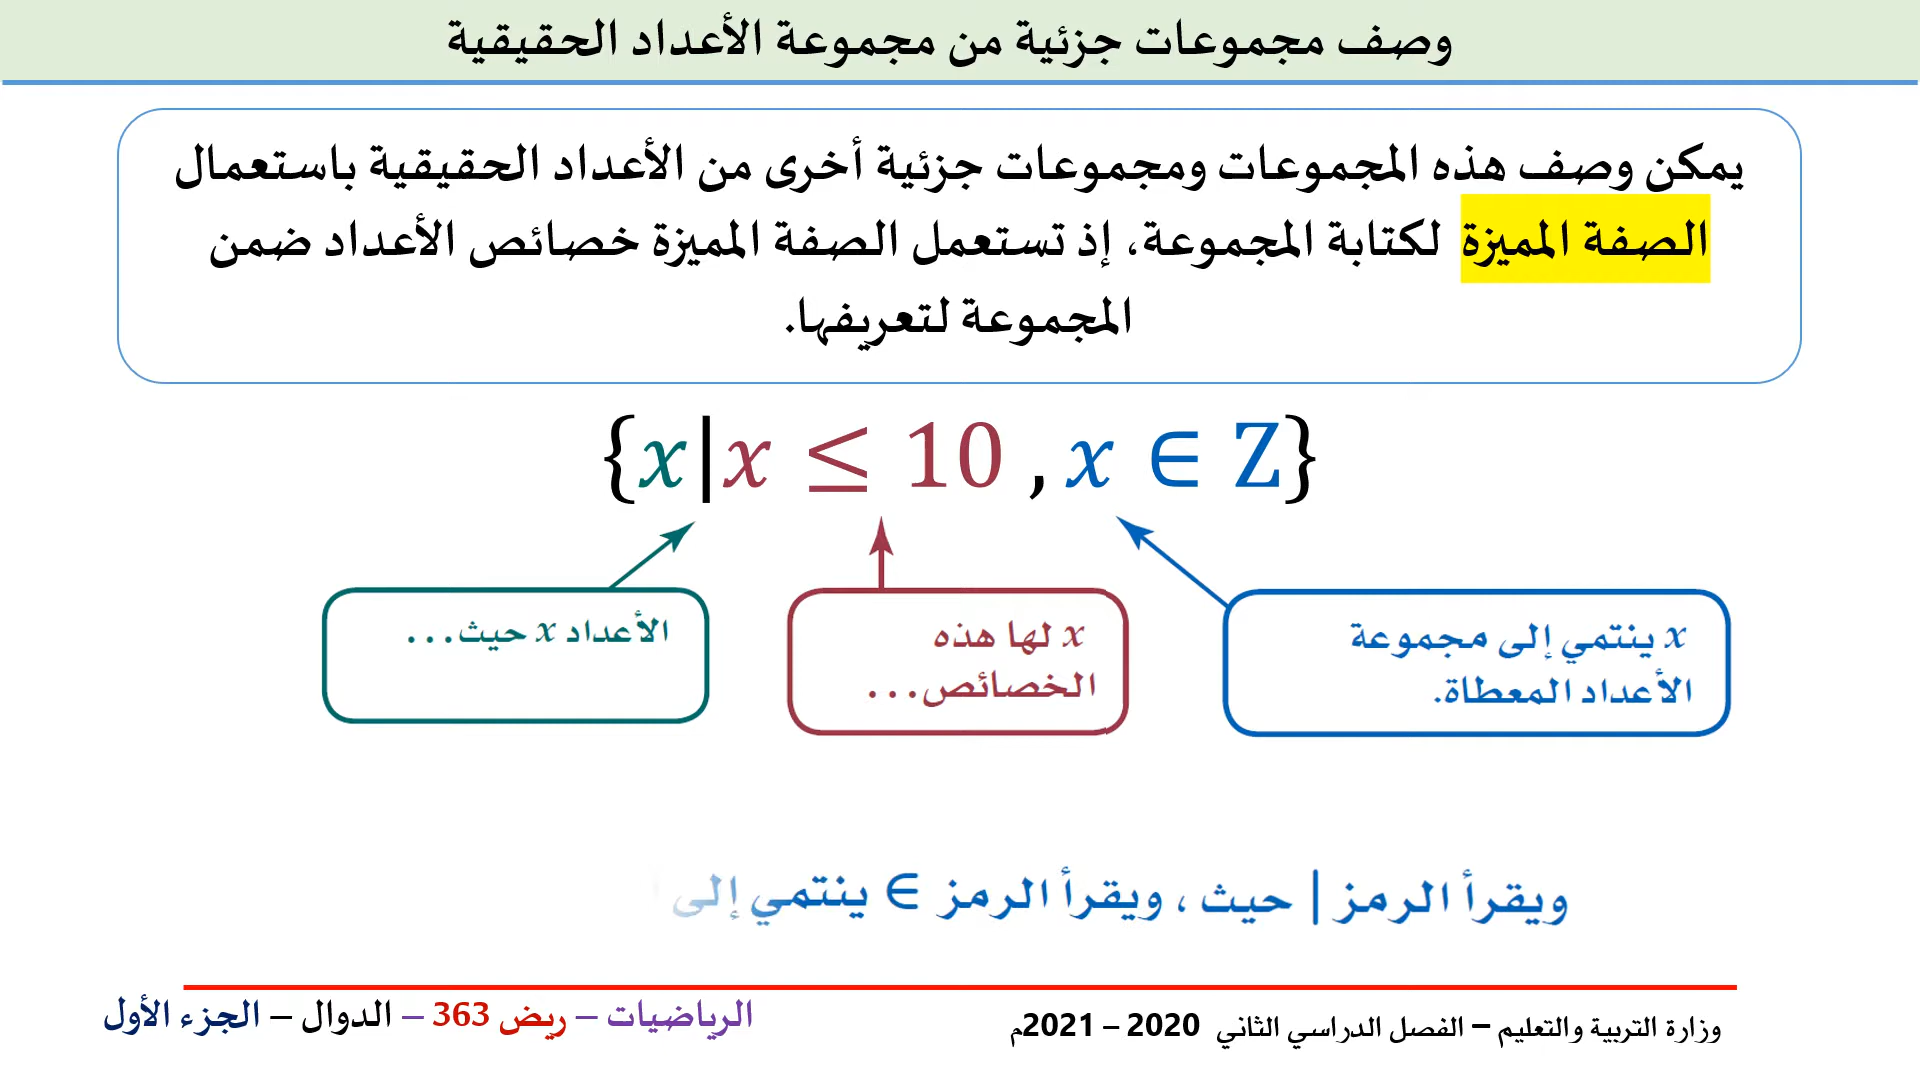 وصف مجموعات جزئية من مجموعة الأعداد الحقيقية
يمكن وصف هذه المجموعات ومجموعات جزئية أخرى من الأعداد الحقيقية باستعمال
الصفة المميزة لكتابة المجموعة، إذ تستعمل الصفة المميزة خصائص الأعداد ضمن
المجموعة لتعريفها.
{x|x ≤ 10 , x ∈ Z}
الأعداد x حيث...
x لها هذه
الخصائص...
x ينتمي إلى مجموعة
الأعداد المعطاة.
ويقرأ الرمز | حيث ، ويقرأ الرمز ∈ ينتمي إلى
وزارة التربية والتعليم – الفصل الدراسي الثاني 2020 – 2021م
الرياضيات – ريض 363 – الدوال – الجزء الأول